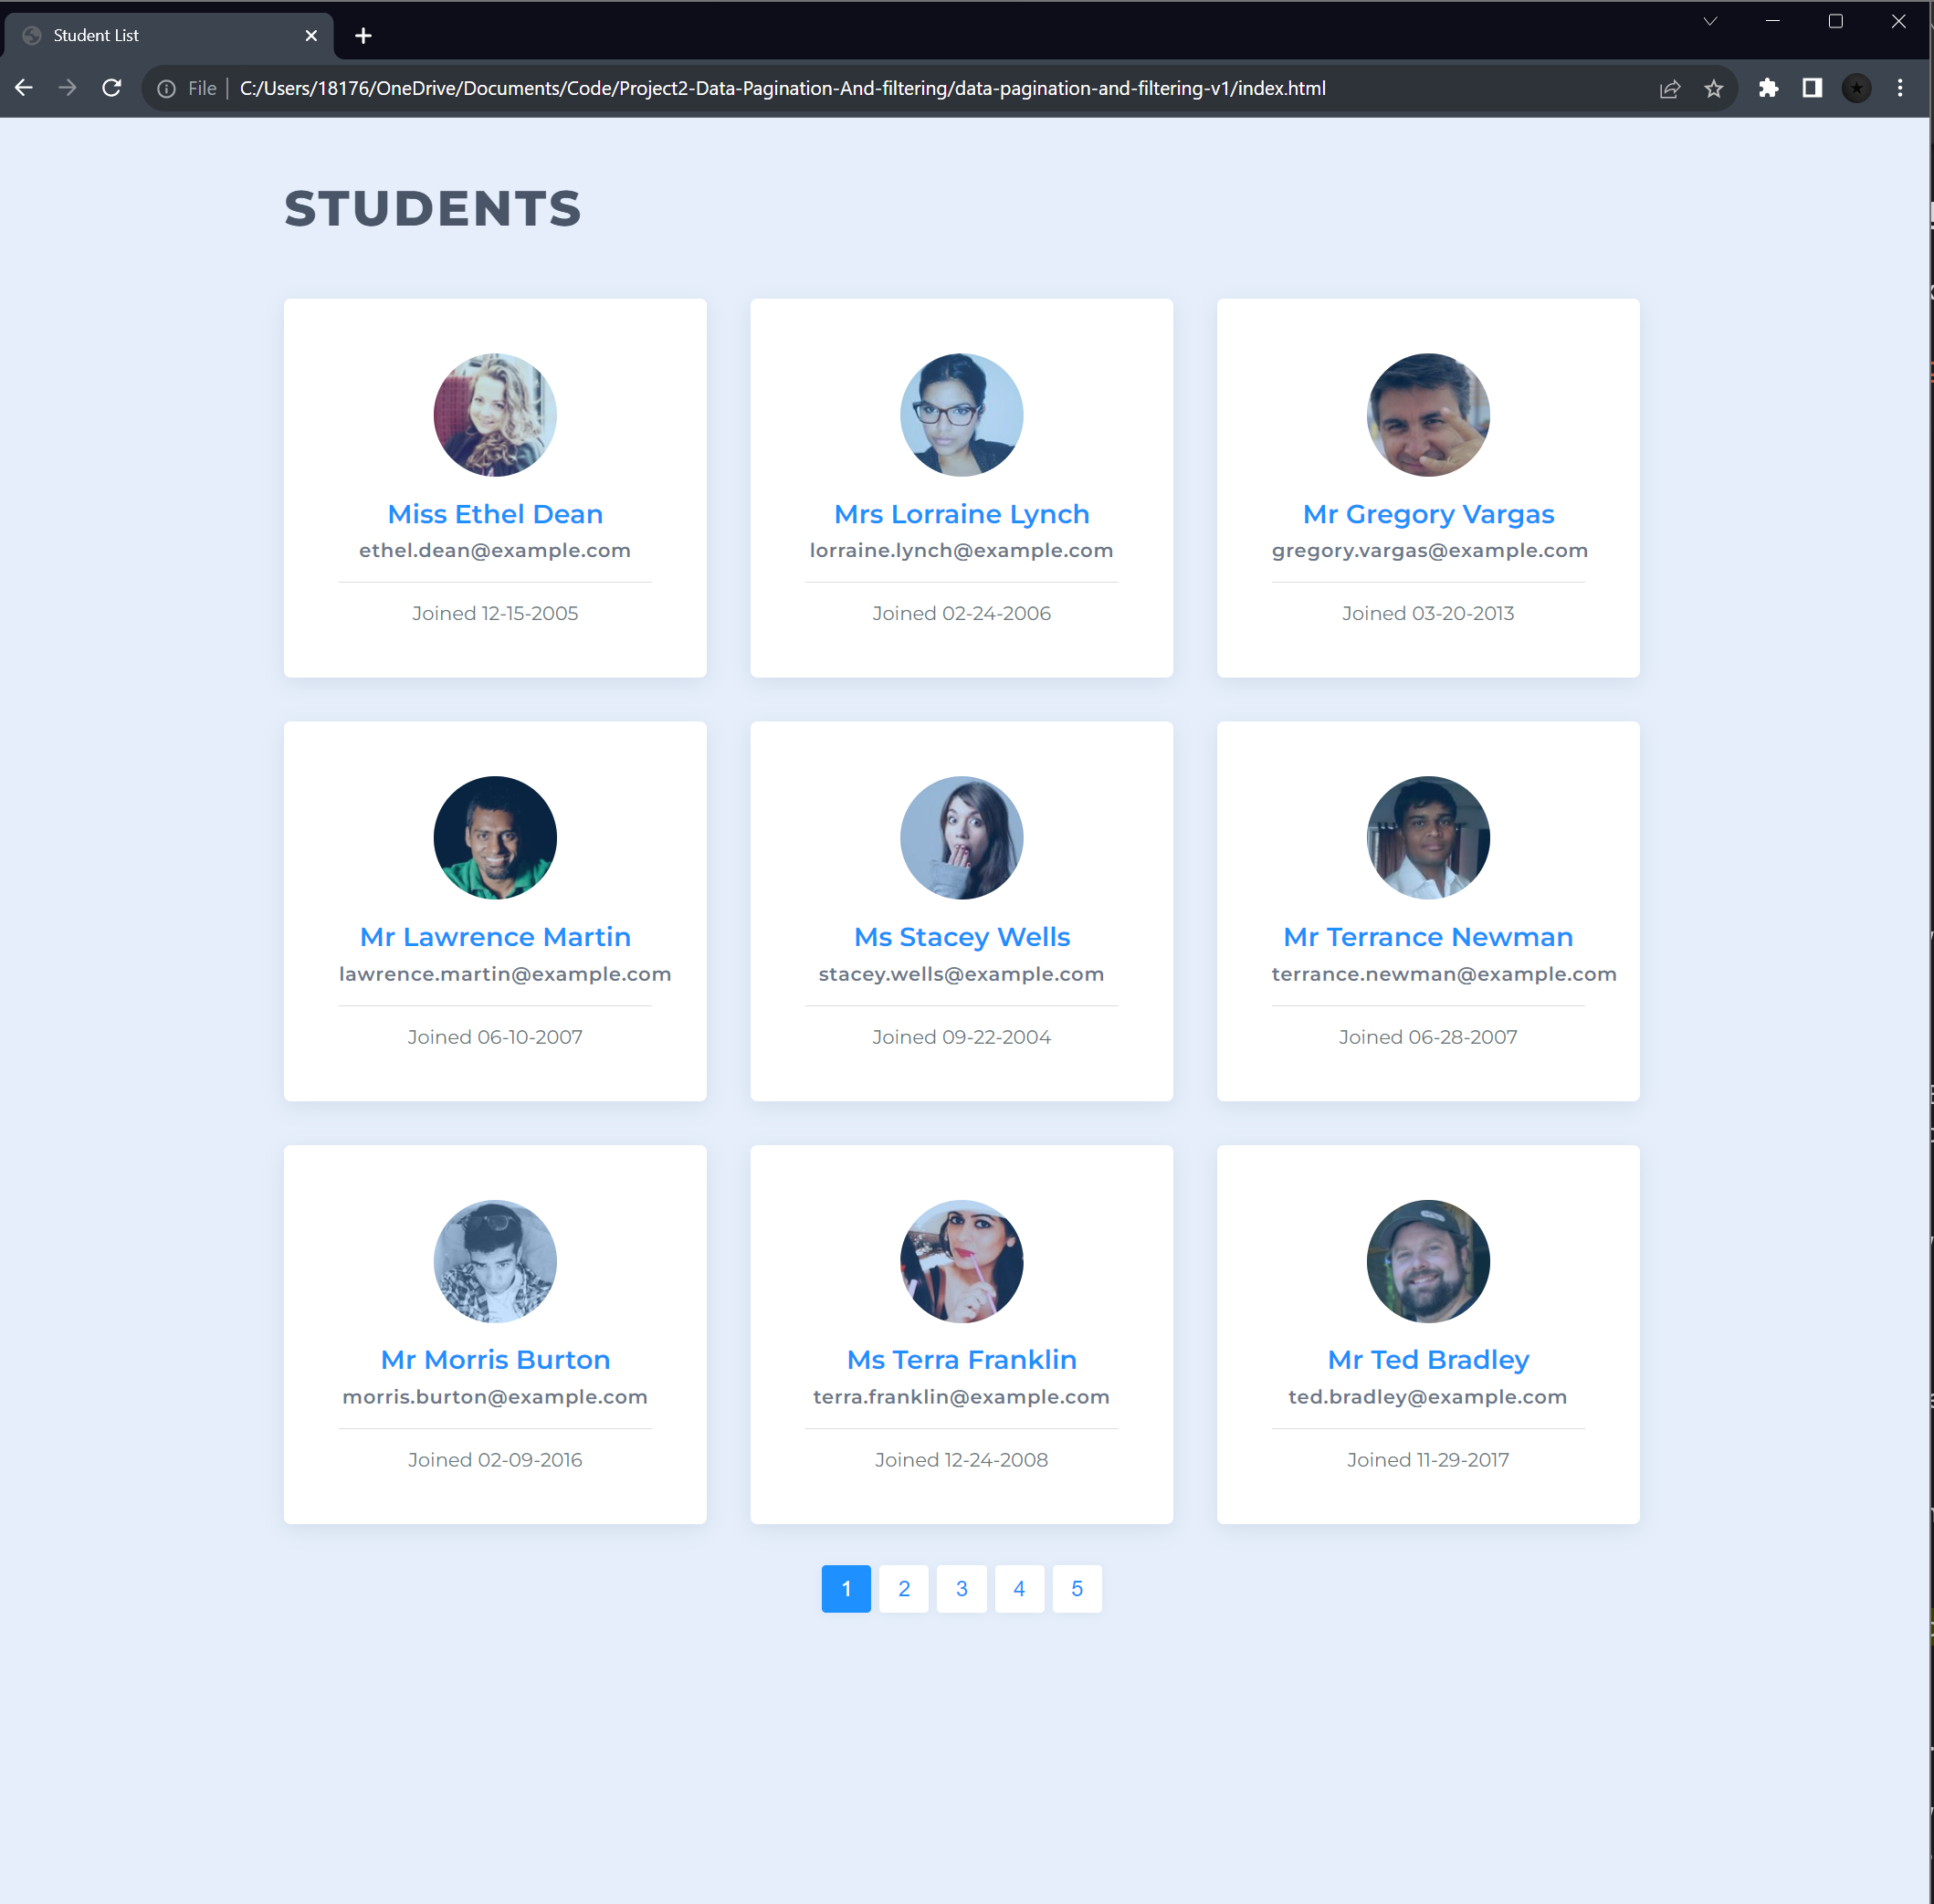 Student List
File
C:/Users/18176/OneDrive/Documents/Code/Project2-Data-Pagination-And-filtering/data-pagination-and-filtering-v1/index.html
STUDENTS
Miss Ethel Dean
ethel.dean@example.com
Joined 12-15-2005
Mrs Lorraine Lynch
lorraine.lynch@example.com
Joined 02-24-2006
Mr Gregory Vargas
gregory.vargas@example.com
Joined 03-20-2013
Mr Lawrence Martin
lawrence.martin@example.com
Joined 06-10-2007
Ms Stacey Wells
stacey.wells@example.com
Joined 09-22-2004
Mr Terrance Newman
terrance.newman@example.com
Joined 06-28-2007
Mr Morris Burton
morris.burton@example.com
Joined 02-09-2016
Ms Terra Franklin
terra.franklin@example.com
Joined 12-24-2008
Mr Ted Bradley
ted.bradley@example.com
Joined 11-29-2017
1 2 3 4 5